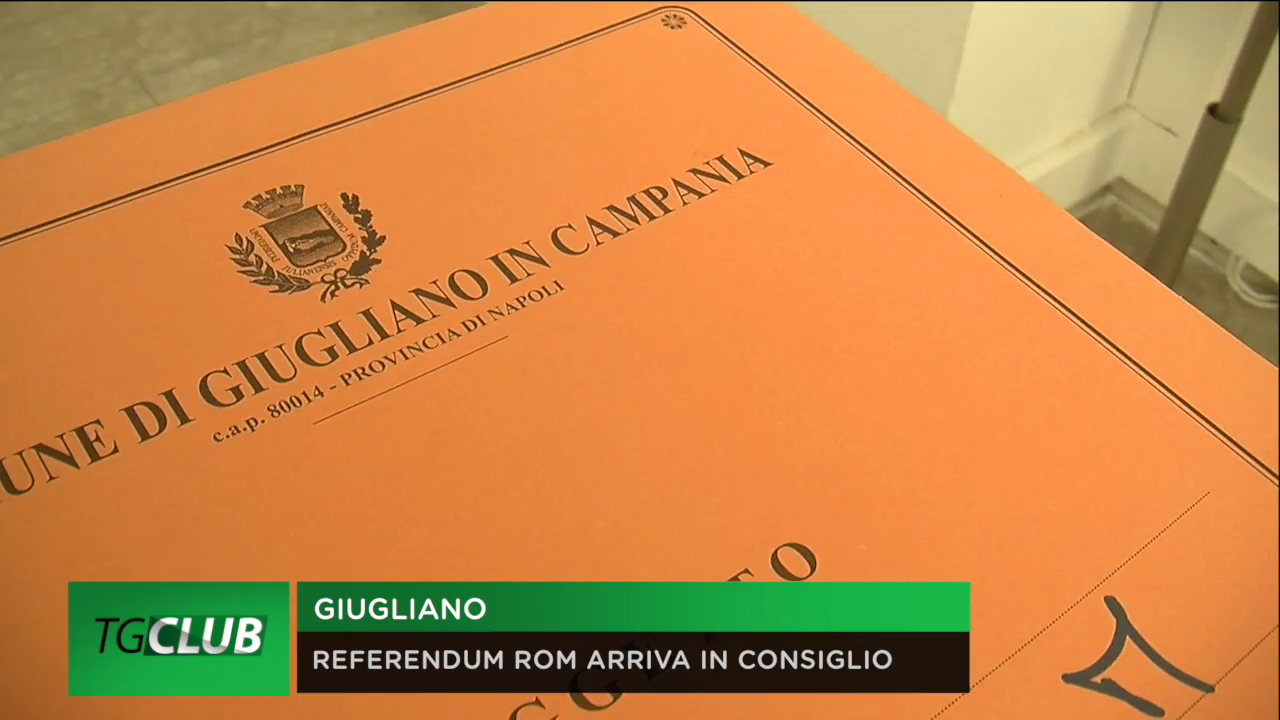 UNE DI GIUGLIANO IN CAMPANIA
c.a.p. 80014 - PROVINCIA DI NAPOLI
TGCLUB
GIUGLIANO
REFERENDUM ROM ARRIVA IN CONSIGLIO